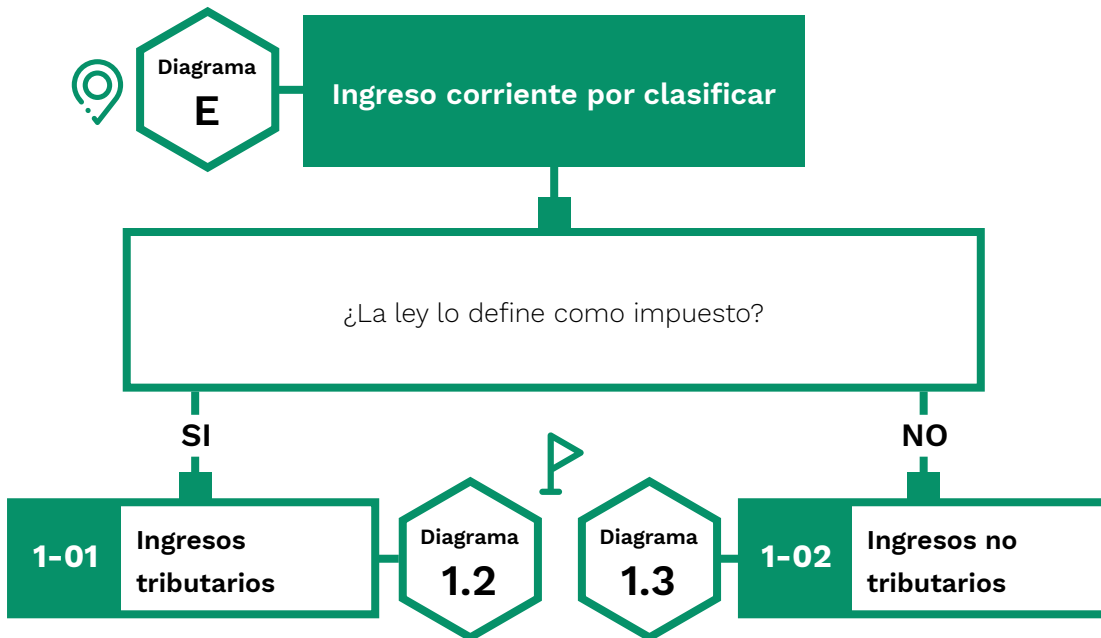 Diagrama
E
Ingreso corriente por clasificar
¿La ley lo define como impuesto?
SI
NO
1-01
Ingresos
tributarios
Diagrama
1.2
Diagrama
1.3
1-02
Ingresos no
tributarios